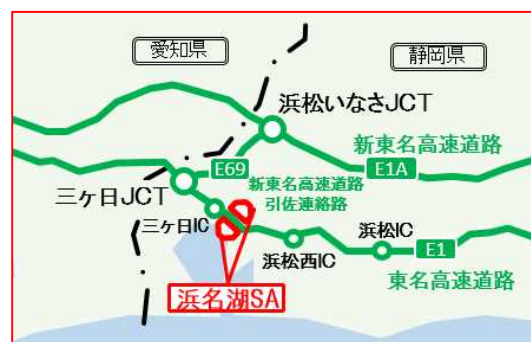 愛知県
静岡県
浜松いなさJCT
新東名高速道路
E1A
E69
新東名高速道路
引佐連絡路
三ヶ日JCT
三ヶ日IC
浜松IC
浜松西IC
E1
東名高速道路
浜名湖SA